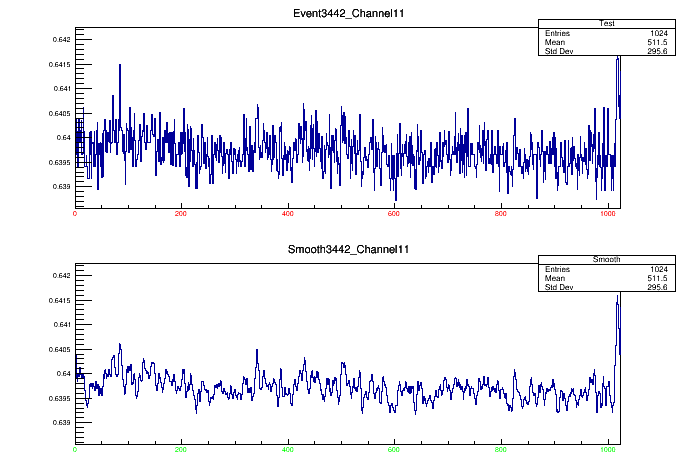 Event3442_Channel11
Test
Entries 1024
Mean 511.5
Std Dev 295.6
0.642
0.6415
0.641
0.6405
0.64
0.6395
0.639
0 200 400 600 800 1000
Smooth3442_Channel11
Smooth
Entries 1024
Mean 511.5
Std Dev 295.6
0.642
0.6415
0.641
0.6405
0.64
0.6395
0.639
0 200 400 600 800 1000